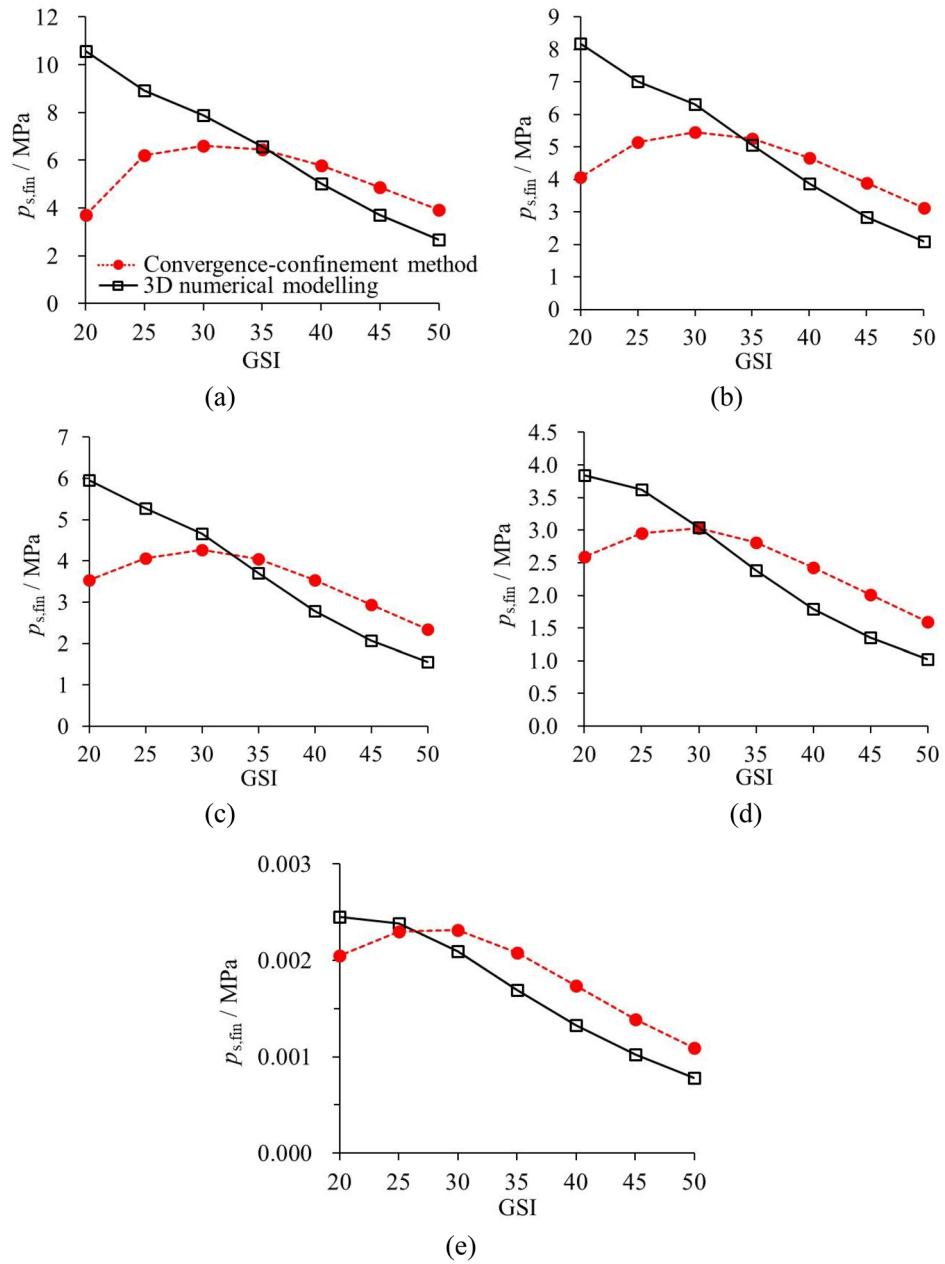 12
10
8
6
4
2
0
p_s,fin / MPa
Convergence-confinement method
3D numerical modelling
20 25 30 35 40 45 50
GSI
(a)
9
8
7
6
5
4
3
2
1
0
p_s,fin / MPa
20 25 30 35 40 45 50
GSI
(b)
7
6
5
4
3
2
1
0
p_s,fin / MPa
20 25 30 35 40 45 50
GSI
(c)
4.5
4.0
3.5
3.0
2.5
2.0
1.5
1.0
0.5
0.0
p_s,fin / MPa
20 25 30 35 40 45 50
GSI
(d)
0.003
0.002
0.001
0.000
p_s,fin / MPa
20 25 30 35 40 45 50
GSI
(e)